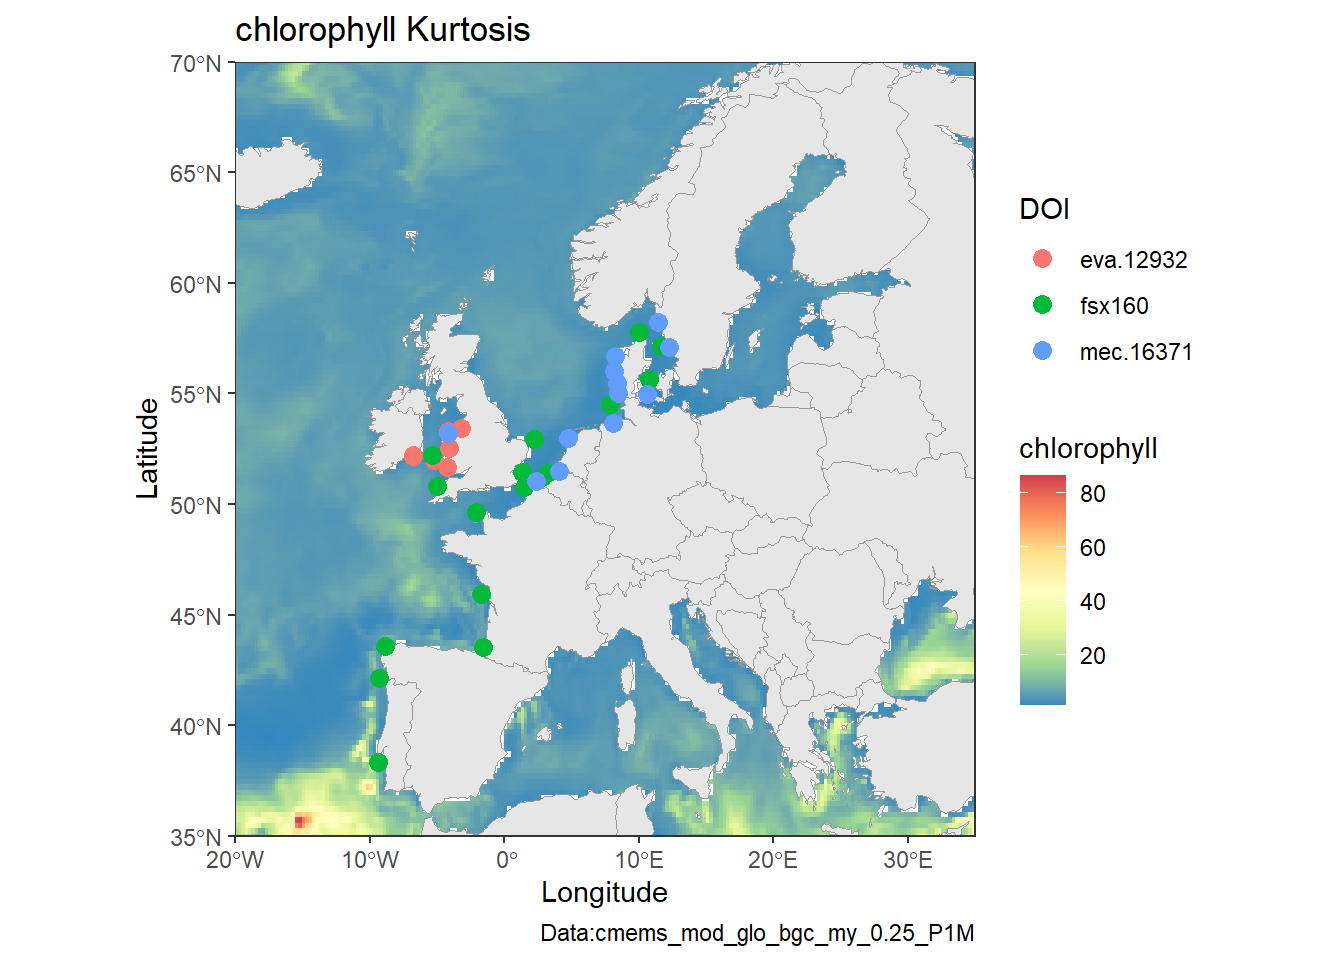 chlorophyll Kurtosis
70°N
65°N
60°N
55°N
50°N
45°N
40°N
35°N
20°W
10°W
0°
10°E
20°E
30°E
Latitude
Longitude
Data:cmems_mod_glo_bgc_my_0.25_P1M
DOI
eva.12932
fsx160
mec.16371
chlorophyll
80
60
40
20